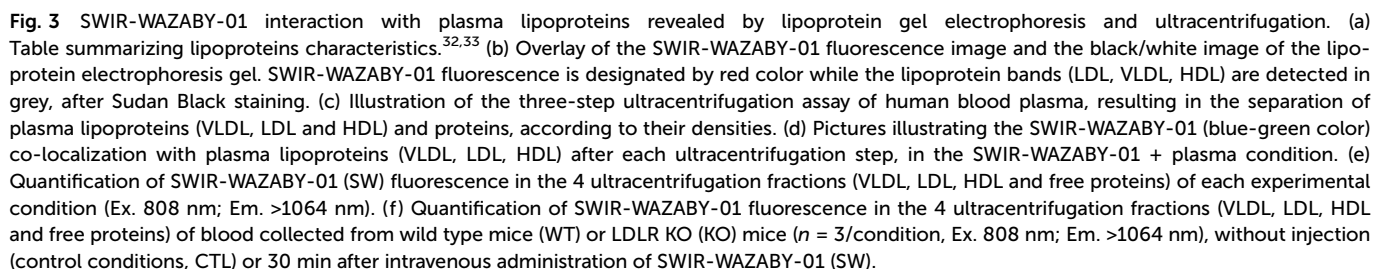 Fig. 3 SWIR-WAZABY-01 interaction with plasma lipoproteins revealed by lipoprotein gel electrophoresis and ultracentrifugation. (a)
Table summarizing lipoproteins characteristics.32,33 (b) Overlay of the SWIR-WAZABY-01 fluorescence image and the black/white image of the lipo-
protein electrophoresis gel. SWIR-WAZABY-01 fluorescence is designated by red color while the lipoprotein bands (LDL, VLDL, HDL) are detected in
grey, after Sudan Black staining. (c) Illustration of the three-step ultracentrifugation assay of human blood plasma, resulting in the separation of
plasma lipoproteins (VLDL, LDL and HDL) and proteins, according to their densities. (d) Pictures illustrating the SWIR-WAZABY-01 (blue-green color)
co-localization with plasma lipoproteins (VLDL, LDL, HDL) after each ultracentrifugation step, in the SWIR-WAZABY-01 + plasma condition. (e)
Quantification of SWIR-WAZABY-01 (SW) fluorescence in the 4 ultracentrifugation fractions (VLDL, LDL, HDL and free proteins) of each experimental
condition (Ex. 808 nm; Em. >1064 nm). (f) Quantification of SWIR-WAZABY-01 fluorescence in the 4 ultracentrifugation fractions (VLDL, LDL, HDL
and free proteins) of blood collected from wild type mice (WT) or LDLR KO (KO) mice (n = 3/condition, Ex. 808 nm; Em. >1064 nm), without injection
(control conditions, CTL) or 30 min after intravenous administration of SWIR-WAZABY-01 (SW).